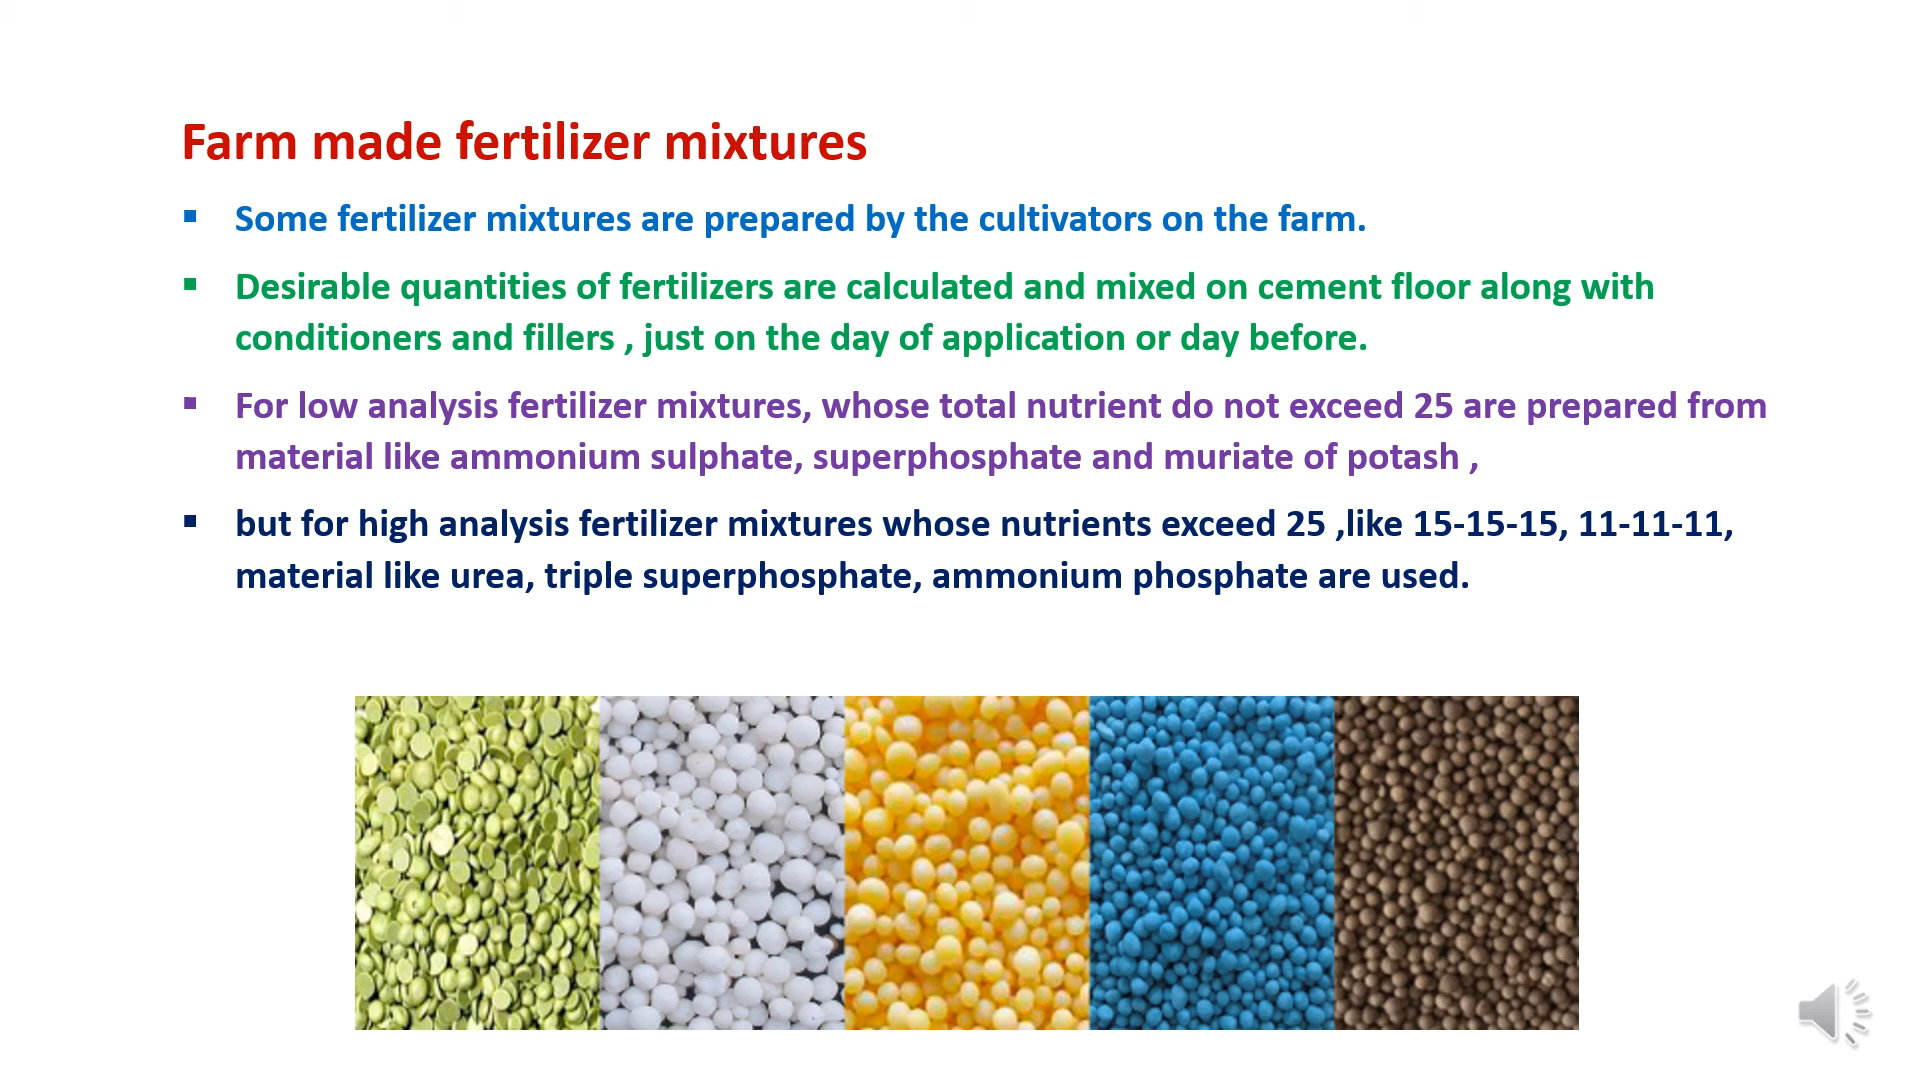 Farm made fertilizer mixtures
▪ Some fertilizer mixtures are prepared by the cultivators on the farm.
▪ Desirable quantities of fertilizers are calculated and mixed on cement floor along with
conditioners and fillers , just on the day of application or day before.
▪ For low analysis fertilizer mixtures, whose total nutrient do not exceed 25 are prepared from
material like ammonium sulphate, superphosphate and muriate of potash ,
▪ but for high analysis fertilizer mixtures whose nutrients exceed 25 ,like 15-15-15, 11-11-11,
material like urea, triple superphosphate, ammonium phosphate are used.